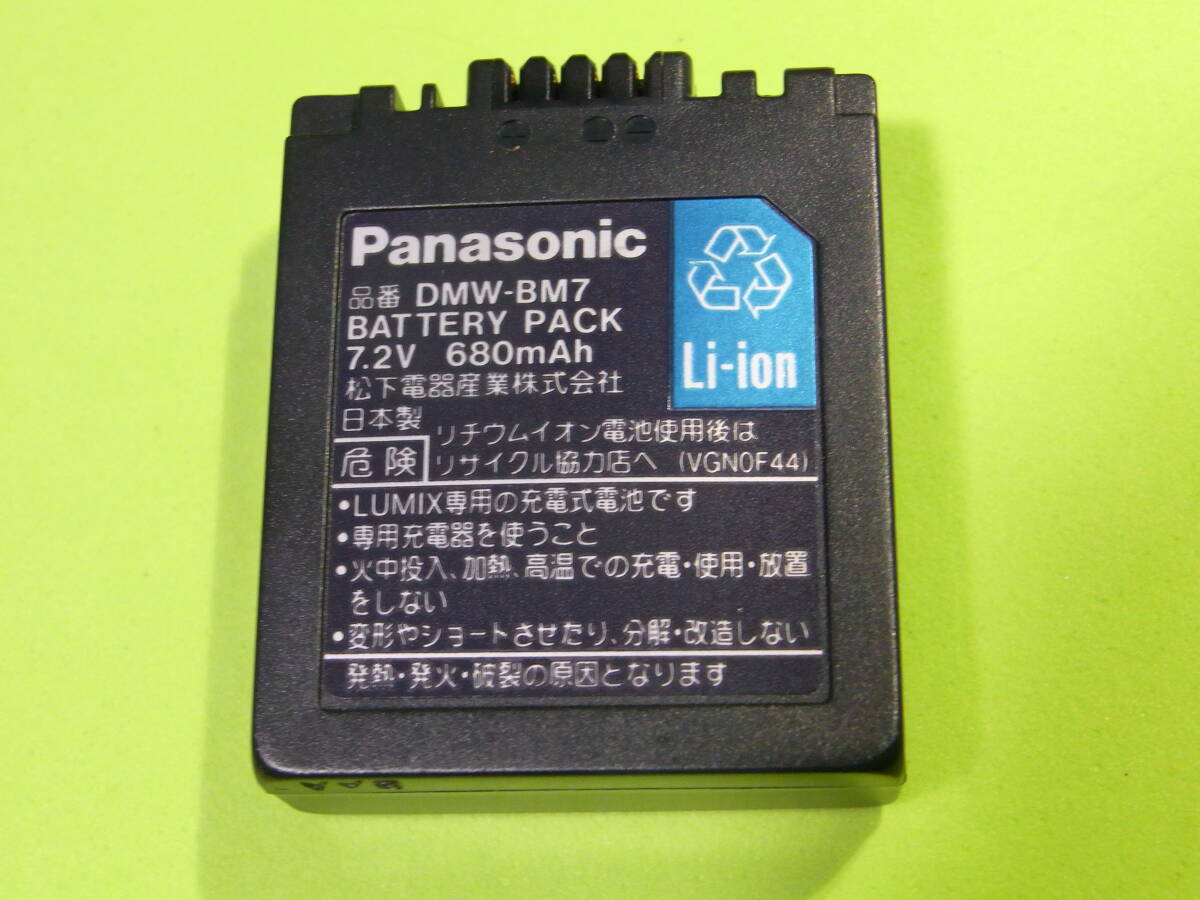 Panasonic
品番 DMW-BM7
BATTERY PACK
7.2V 680mAh
松下電器産業株式会社
日本製
Li-ion
危険
リチウムイオン電池使用後は
リサイクル協力店へ (VGN0F44)
•LUMIX専用の充電式電池です
•専用充電器を使うこと
•火中投入、加熱、高温での充電・使用・放置
をしない
•変形やショートさせたり、分解・改造しない
発熱・発火・破裂の原因となります